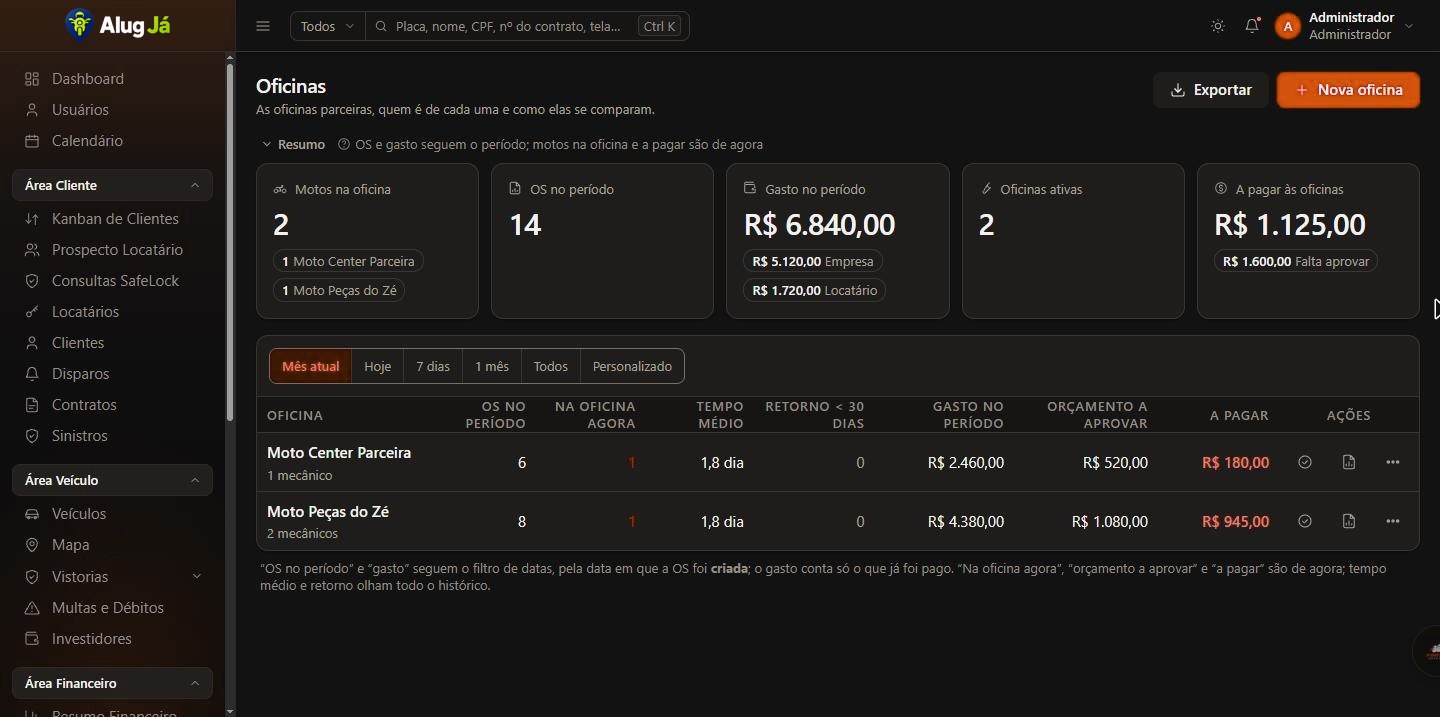 Alug Já
Todos
Placa, nome, CPF, nº do contrato, tela...
Ctrl K
A
Administrador
Administrador
Dashboard
Usuários
Calendário
Área Cliente
Kanban de Clientes
Prospecto Locatário
Consultas SafeLock
Locatários
Clientes
Disparos
Contratos
Sinistros
Área Veículo
Veículos
Mapa
Vistorias
Multas e Débitos
Investidores
Área Financeiro
Resumo Financeiro
Oficinas
As oficinas parceiras, quem é de cada uma e como elas se comparam.
Exportar
+ Nova oficina
Resumo
OS e gasto seguem o período; motos na oficina e a pagar são de agora
Motos na oficina
2
1 Moto Center Parceira
1 Moto Peças do Zé
OS no período
14
Gasto no período
R$ 6.840,00
R$ 5.120,00 Empresa
R$ 1.720,00 Locatário
Oficinas ativas
2
A pagar às oficinas
R$ 1.125,00
R$ 1.600,00 Falta aprovar
Mês atual Hoje 7 dias 1 mês Todos Personalizado
OFICINA
OS NO
PERÍODO
NA OFICINA
AGORA
TEMPO
MÉDIO
RETORNO < 30
DIAS
GASTO NO
PERÍODO
ORÇAMENTO A
APROVAR
A PAGAR
AÇÕES
Moto Center Parceira
1 mecânico
6 1 1,8 dia 0 R$ 2.460,00 R$ 520,00 R$ 180,00
Moto Peças do Zé
2 mecânicos
8 1 1,8 dia 0 R$ 4.380,00 R$ 1.080,00 R$ 945,00
“OS no período” e “gasto” seguem o filtro de datas, pela data em que a OS foi criada; o gasto conta só o que já foi pago. “Na oficina agora”, “orçamento a aprovar” e “a pagar” são de agora; tempo
médio e retorno olham todo o histórico.